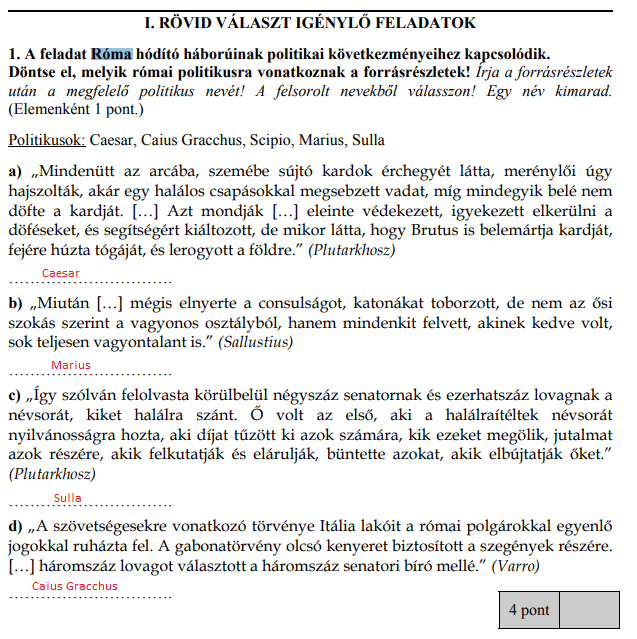 I. RÖVID VÁLASZT IGÉNYLŐ FELADATOK
1. A feladat Róma hódító háborúinak politikai következményeihez kapcsolódik.
Döntse el, melyik római politikusra vonatkoznak a forrásrészletek! Írja a forrásrészletek
után a megfelelő politikus nevét! A felsorolt nevekből válasszon! Egy név kimarad.
(Elemenként 1 pont.)
Politikusok: Caesar, Caius Gracchus, Scipio, Marius, Sulla
a) „Mindenütt az arcába, szemébe sújtó kardok érchegyét látta, merénylői úgy
hajszolták, akár egy halálos csapásokkal megsebzett vadat, míg mindegyik belé nem
döfte a kardját. […] Azt mondják […] eleinte védekezett, igyekezett elkerülni a
döféseket, és segítségért kiáltozott, de mikor látta, hogy Brutus is belemártja kardját,
fejére húzta tógáját, és lerogyott a földre.” (Plutarkhosz)
Caesar
b) „Miután […] mégis elnyerte a consulságot, katonákat toborzott, de nem az ősi
szokás szerint a vagyonos osztályból, hanem mindenkit felvett, akinek kedve volt,
sok teljesen vagyontalant is.” (Sallustius)
Marius
c) „Így szólván felolvasta körülbelül négyszáz senatornak és ezerhatszáz lovagnak a
névsorát, kiket halálra szánt. Ő volt az első, aki a halálraítéltek névsorát
nyilvánosságra hozta, aki díjat tűzött ki azok számára, kik ezeket megölik, jutalmat
azok részére, akik felkutatják és elárulják, büntette azokat, akik elbújtatják őket.”
(Plutarkhosz)
Sulla
d) „A szövetségesekre vonatkozó törvénye Itália lakóit a római polgárokkal egyenlő
jogokkal ruházta fel. A gabonatörvény olcsó kenyeret biztosított a szegények részére.
[…] háromszáz lovagot választott a háromszáz senatori bíró mellé.” (Varro)
Caius Gracchus
4 pont